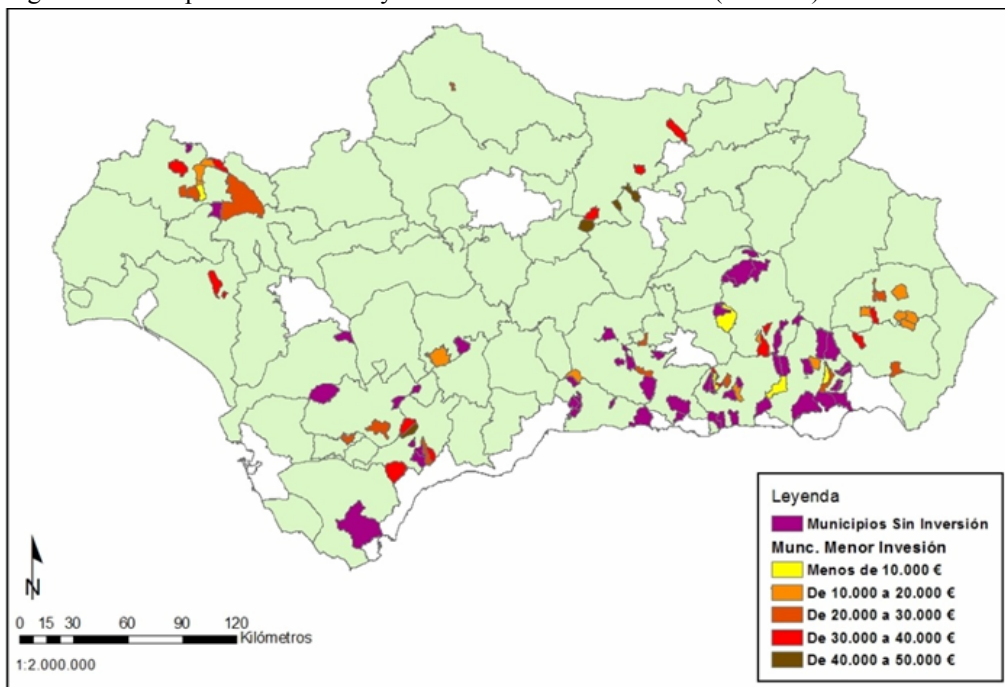 Leyenda
Municipios Sin Inversión
Munc. Menor Invesión
Menos de 10.000 €
De 10.000 a 20.000 €
De 20.000 a 30.000 €
De 30.000 a 40.000 €
De 40.000 a 50.000 €
N
0 15 30 60 90 120
Kilómetros
1:2.000.000